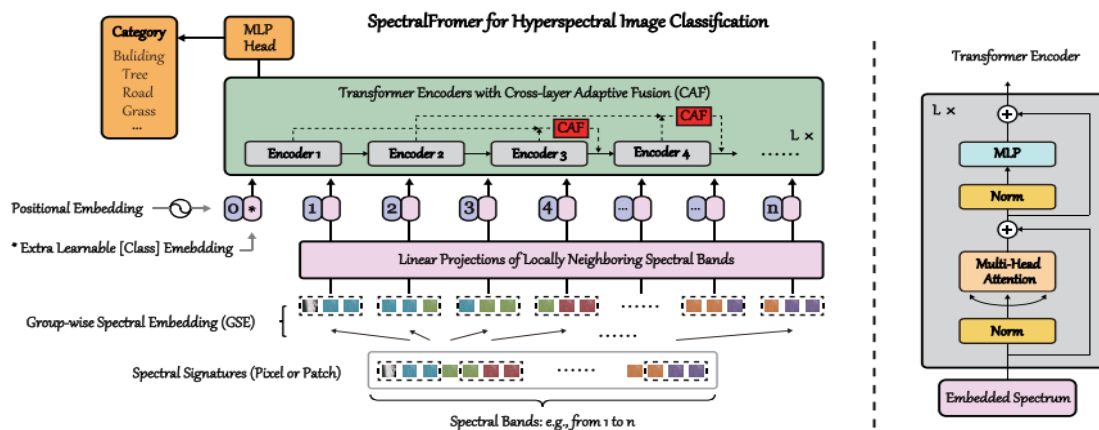 SpectralFromer for Hyperspectral Image Classification
Category
Buliding
Tree
Road
Grass
...
MLP
Head
Transformer Encoders with Cross-layer Adaptive Fusion (CAF)
CAF
CAF
L ×
Encoder 1
Encoder 2
Encoder 3
Encoder 4
......
Positional Embedding
0 *
1
2
3
4
...
...
n
* Extra Learnable [Class] Emebdding
Linear Projections of Locally Neighboring Spectral Bands
Group-wise Spectral Embedding (GSE)
......
......
Spectral Signatures (Pixel or Patch)
......
Spectral Bands: e.g., from 1 to n
Transformer Encoder
L ×
+
MLP
Norm
+
Multi-Head
Attention
Norm
Embedded Spectrum